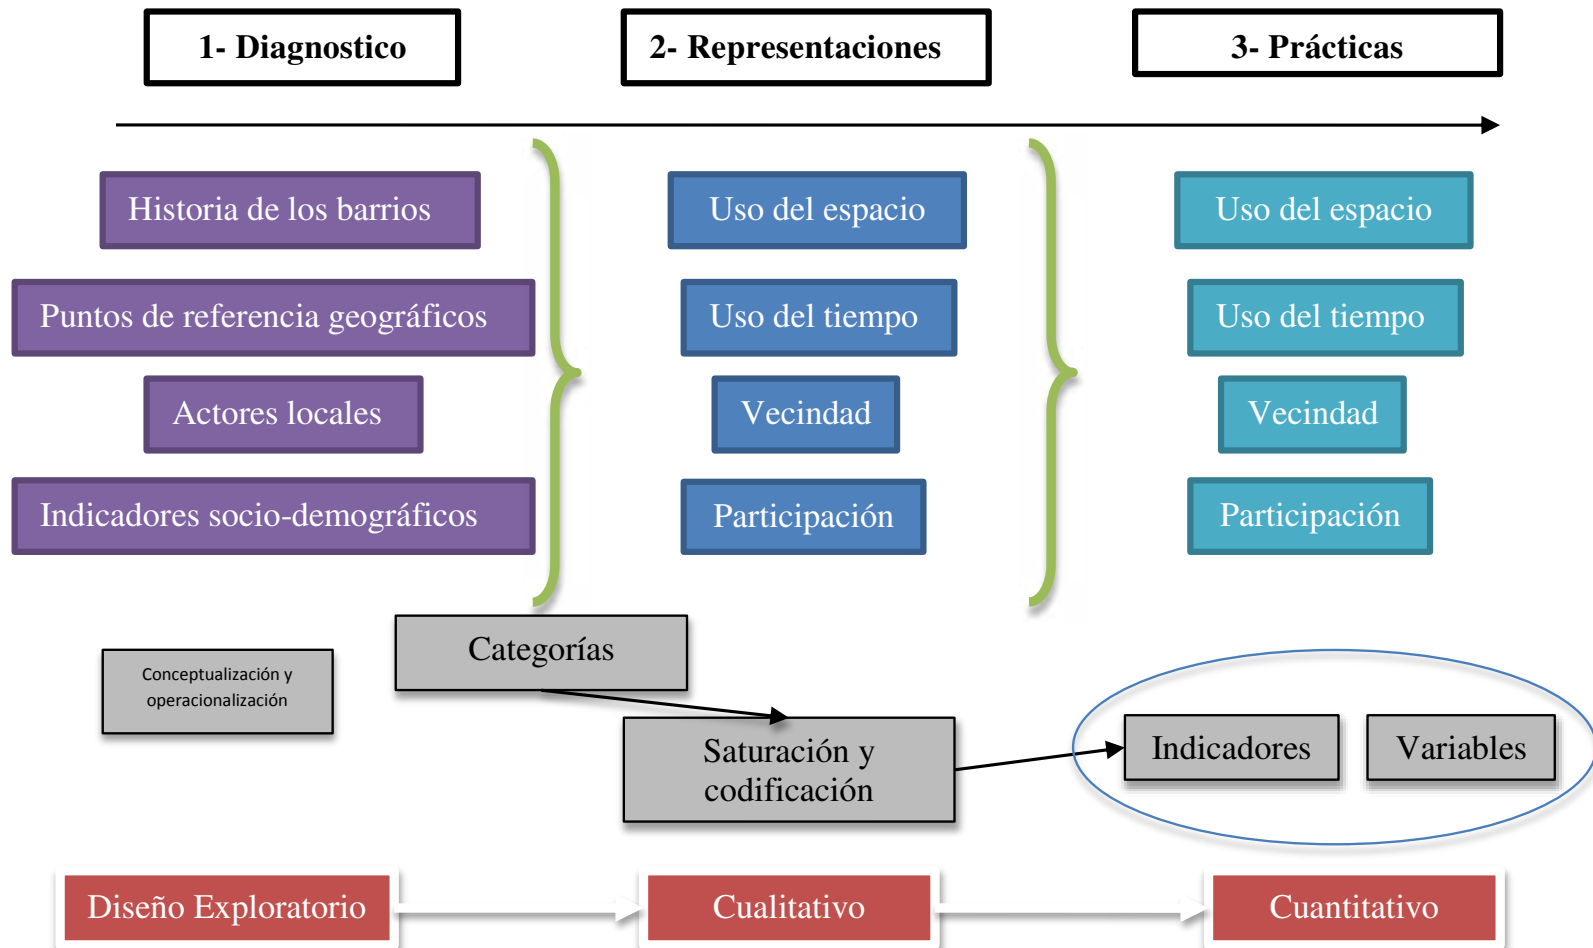 1- Diagnostico
2- Representaciones
3- Prácticas
Historia de los barrios
Uso del espacio
Uso del espacio
Puntos de referencia geográficos
Uso del tiempo
Uso del tiempo
Actores locales
Vecindad
Vecindad
Indicadores socio-demográficos
Participación
Participación
Categorías
Conceptualización y
operacionalización
Saturación y
codificación
Indicadores
Variables
Diseño Exploratorio
Cualitativo
Cuantitativo